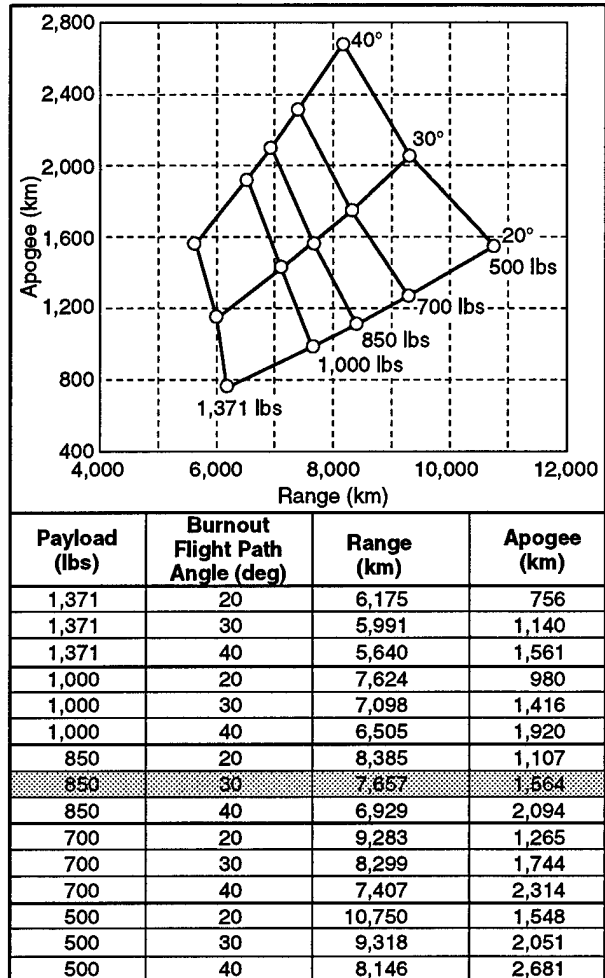 2,800
2,400
2,000
1,600
1,200
800
400
Apogee (km)
40°
30°
20°
500 lbs
700 lbs
850 lbs
1,000 lbs
1,371 lbs
4,000 6,000 8,000 10,000 12,000
Range (km)
Payload (lbs) Burnout Flight Path Angle (deg) Range (km) Apogee (km)
1,371 20 6,175 756
1,371 30 5,991 1,140
1,371 40 5,640 1,561
1,000 20 7,624 980
1,000 30 7,098 1,416
1,000 40 6,505 1,920
850 20 8,385 1,107
850 30 7,657 1,564
850 40 6,929 2,094
700 20 9,283 1,265
700 30 8,299 1,744
700 40 7,407 2,314
500 20 10,750 1,548
500 30 9,318 2,051
500 40 8,146 2,681